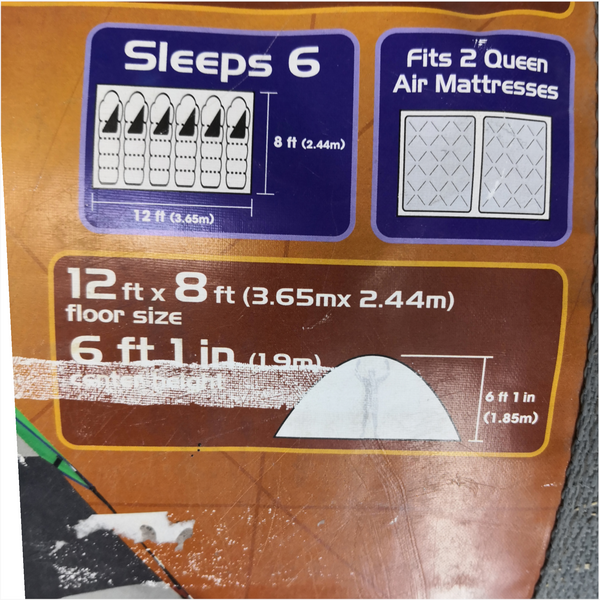 Sleeps 6
8 ft (2.44m)
12 ft (3.65m)
Fits 2 Queen
Air Mattresses
12 ft x 8 ft (3.65mx 2.44m)
floor size
6 ft 1 in (1.9m)
center height
6 ft 1 in
(1.85m)